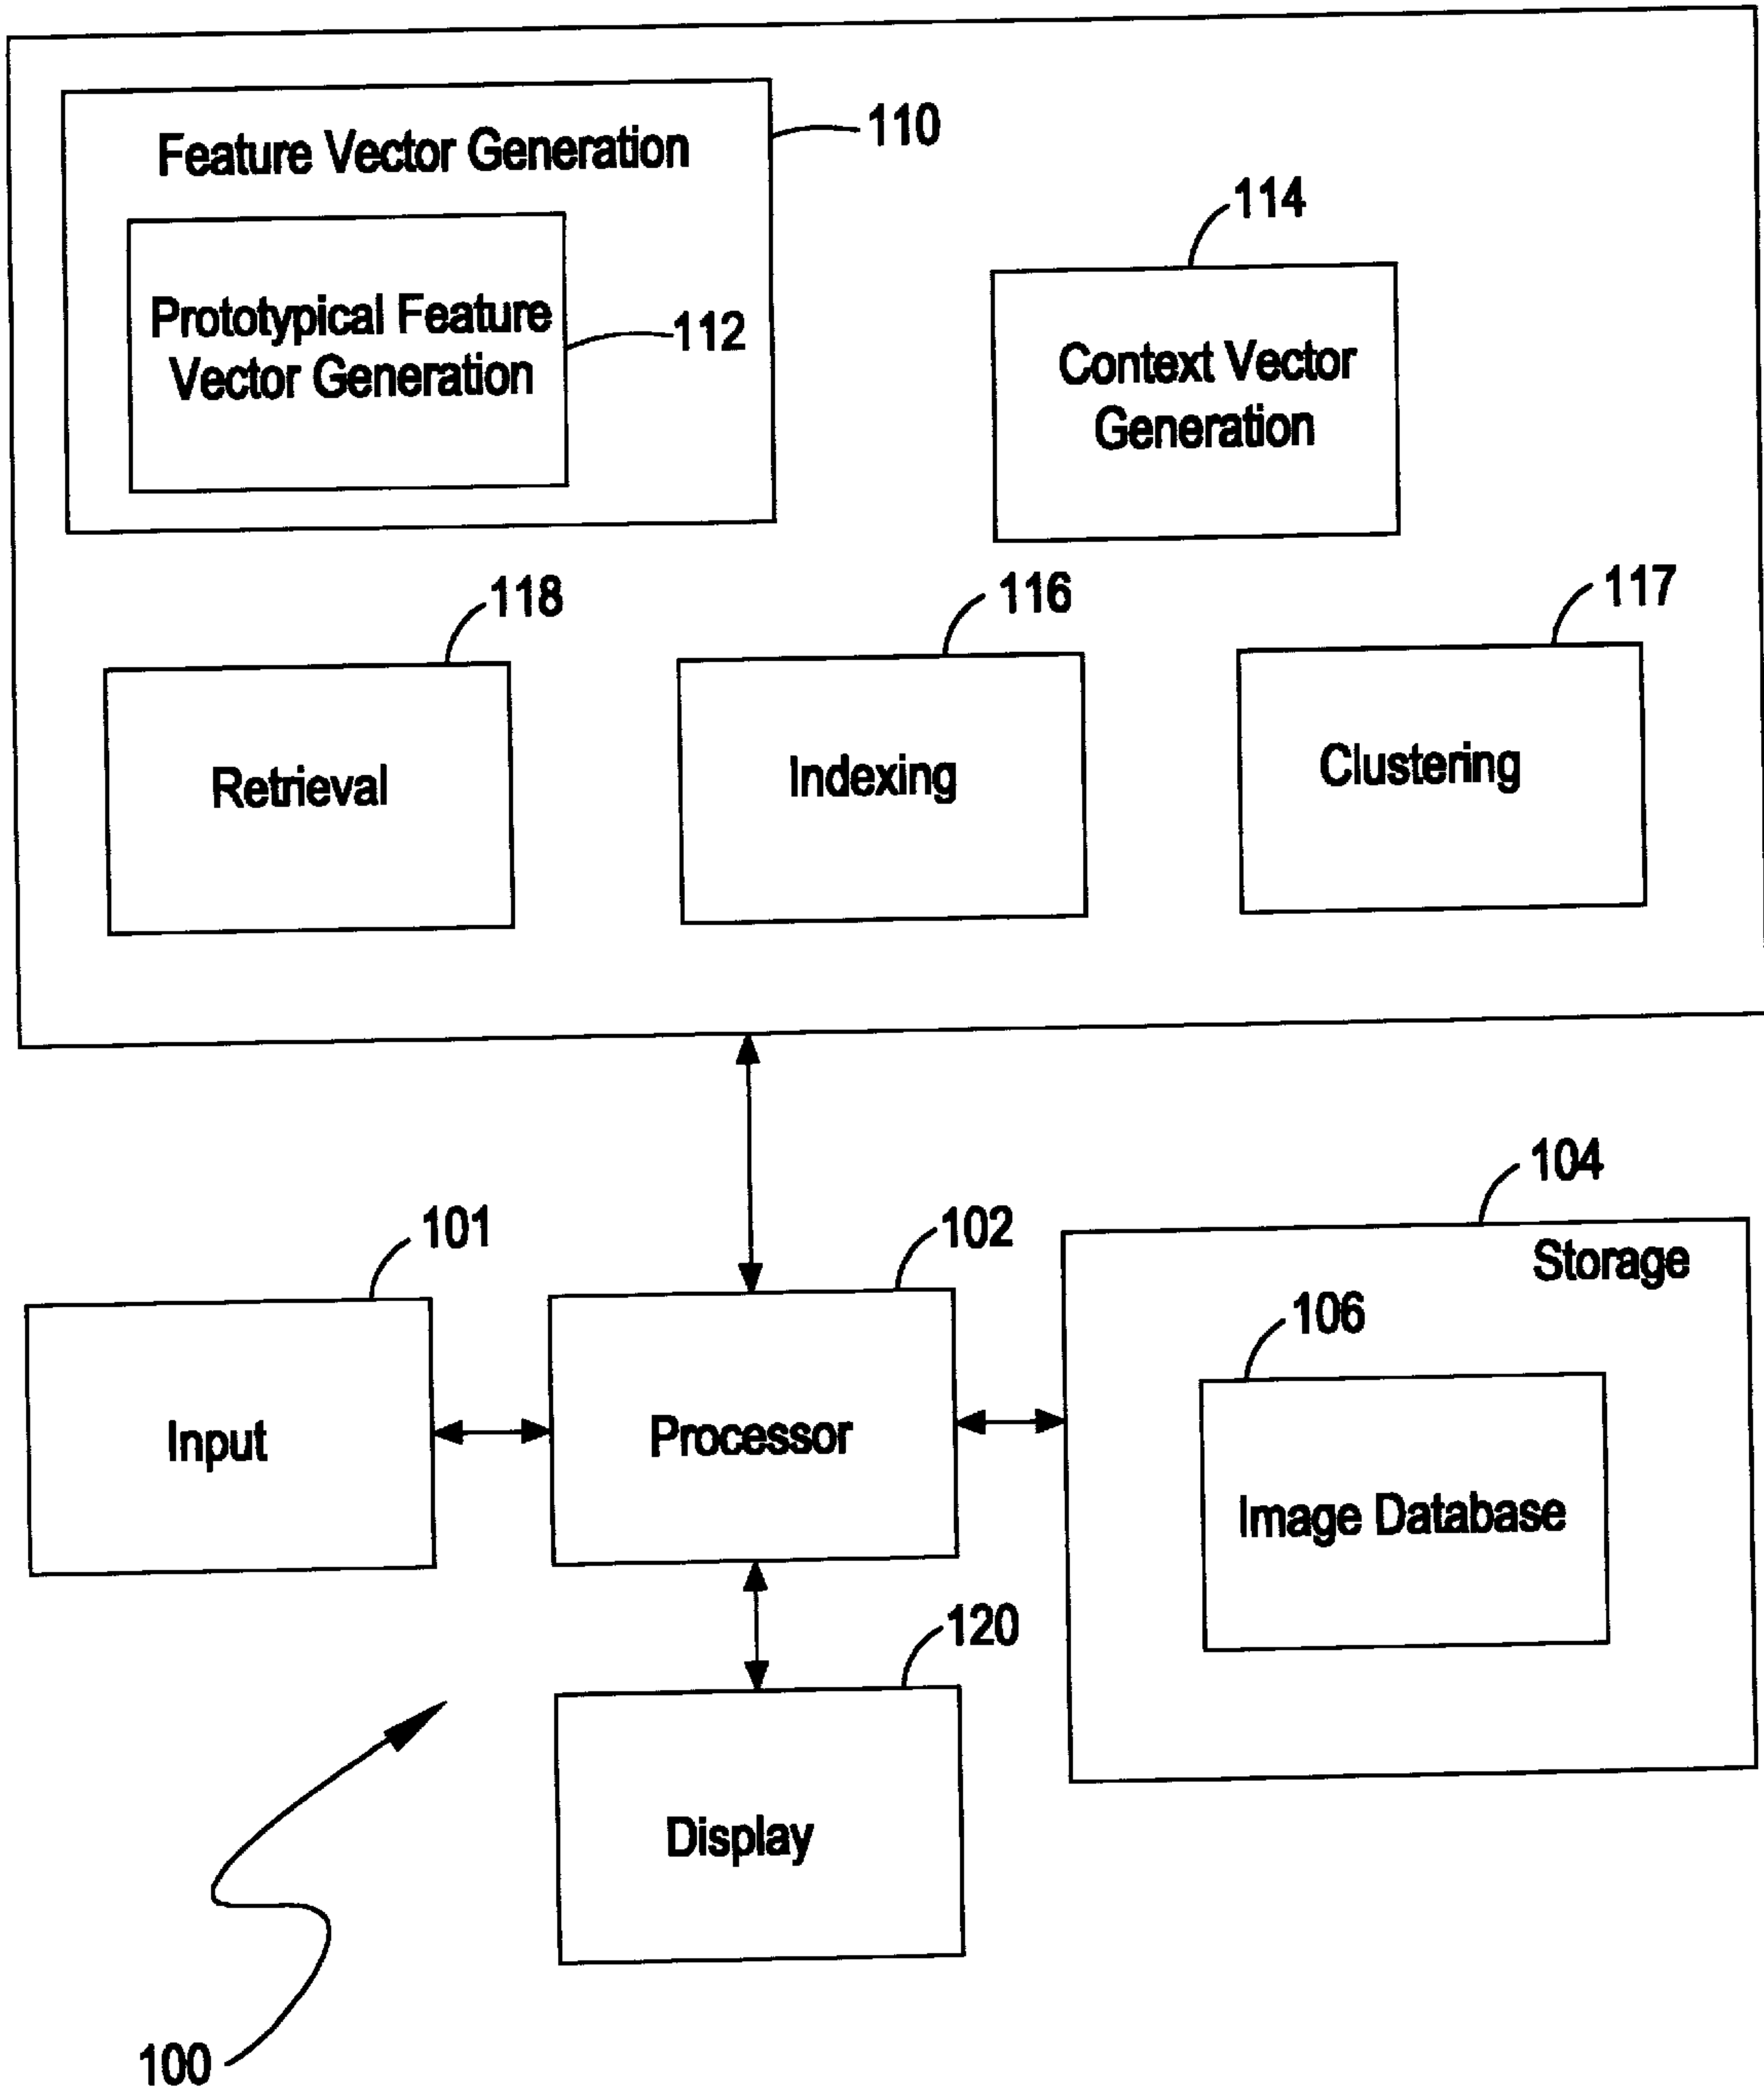 Feature Vector Generation
110
Prototypical Feature
Vector Generation
112
114
Context Vector
Generation
118
116
117
Retrieval
Indexing
Clustering
101
102
104
Storage
106
Input
Processor
Image Database
120
Display
100